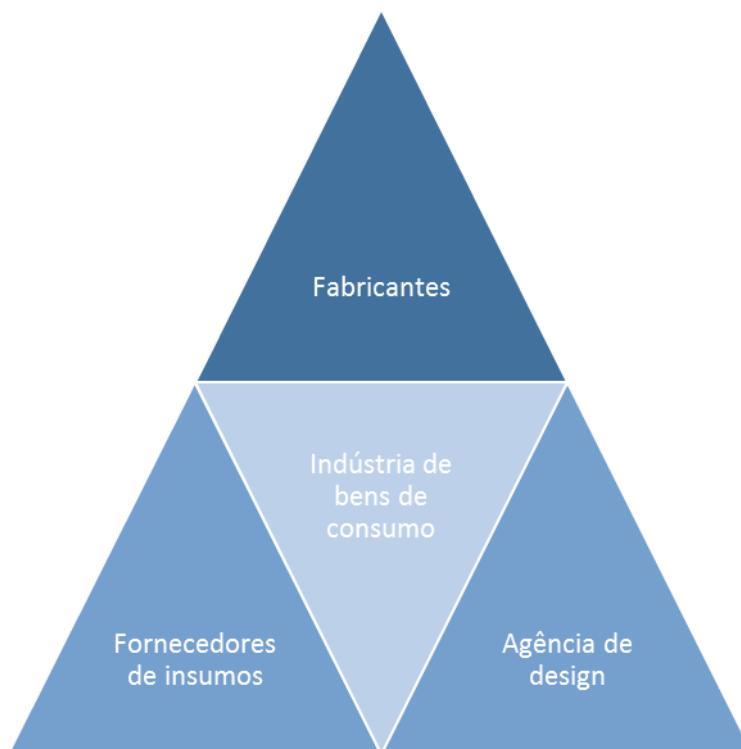 Fabricantes
Indústria de
bens de
consumo
Fornecedores
de insumos
Agência de
design